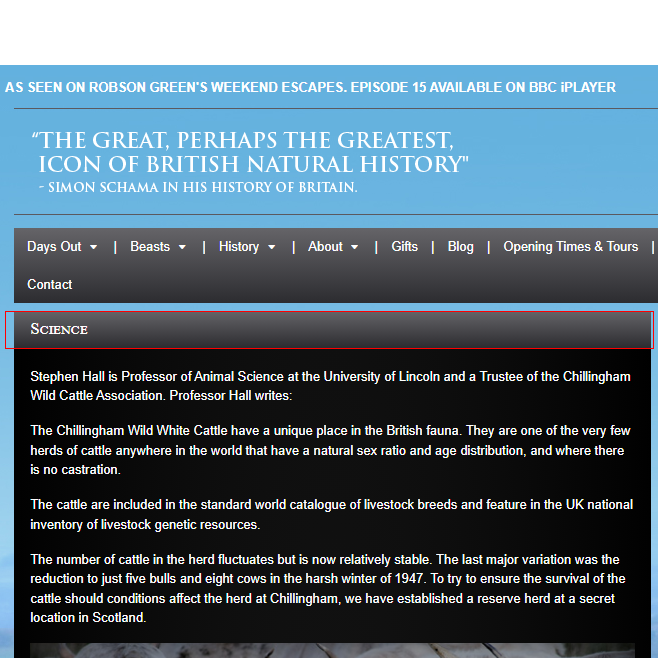 AS SEEN ON ROBSON GREEN'S WEEKEND ESCAPES. EPISODE 15 AVAILABLE ON BBC iPLAYER
“THE GREAT, PERHAPS THE GREATEST,
ICON OF BRITISH NATURAL HISTORY"
- SIMON SCHAMA IN HIS HISTORY OF BRITAIN.
Days Out | Beasts | History | About | Gifts | Blog | Opening Times & Tours |
Contact
Science
Stephen Hall is Professor of Animal Science at the University of Lincoln and a Trustee of the Chillingham
Wild Cattle Association. Professor Hall writes:
The Chillingham Wild White Cattle have a unique place in the British fauna. They are one of the very few
herds of cattle anywhere in the world that have a natural sex ratio and age distribution, and where there
is no castration.
The cattle are included in the standard world catalogue of livestock breeds and feature in the UK national
inventory of livestock genetic resources.
The number of cattle in the herd fluctuates but is now relatively stable. The last major variation was the
reduction to just five bulls and eight cows in the harsh winter of 1947. To try to ensure the survival of the
cattle should conditions affect the herd at Chillingham, we have established a reserve herd at a secret
location in Scotland.